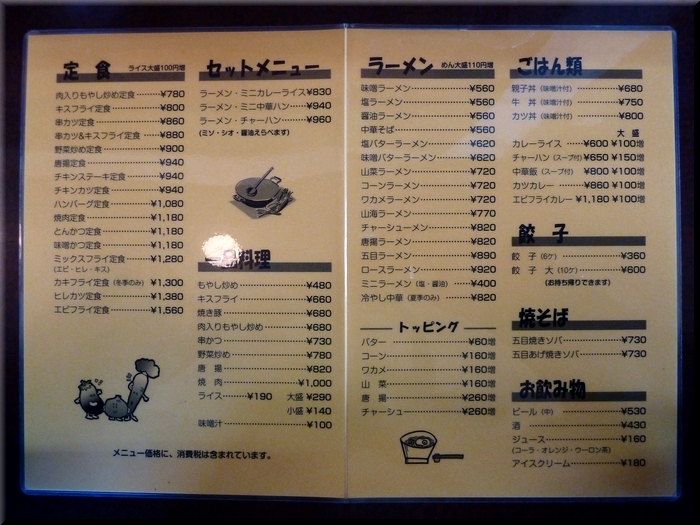 定 食 ライス大盛100円増
肉入りもやし炒め定食………¥780
キスフライ定食………¥800
串カツ定食………¥860
串カツ&キスフライ定食………¥880
野菜炒め定食………¥900
唐揚定食………¥940
チキンステーキ定食………¥940
チキンカツ定食………¥940
ハンバーグ定食………¥1,080
焼肉定食………¥1,180
とんかつ定食………¥1,180
味噌かつ定食………¥1,180
ミックスフライ定食………¥1,280
(エビ・ヒレ・キス)
カキフライ定食 (冬季のみ) ¥1,300
ヒレカツ定食………¥1,380
エビフライ定食………¥1,560
セットメニュー
ラーメン・ミニカレーライス¥830
ラーメン・ミニ中華ハン………¥940
ラーメン・チャーハン………¥960
(ミソ・シオ・醤油えらべます)
一品料理
もやし炒め………¥480
キスフライ………¥660
焼き豚………¥680
肉入りもやし炒め………¥680
串かつ………¥730
野菜炒め………¥780
唐 揚………¥820
焼 肉………¥1,000
ライス………¥190 大盛 ¥290
小盛 ¥140
味噌汁………¥100
メニュー価格に、消費税は含まれています。
ラーメン めん大盛110円増
味噌ラーメン………¥560
塩ラーメン………¥560
醤油ラーメン………¥560
中華そば………¥560
塩バターラーメン………¥620
味噌バターラーメン………¥620
山菜ラーメン………¥720
コーンラーメン………¥720
ワカメラーメン………¥720
山海ラーメン………¥770
チャーシューメン………¥820
唐揚ラーメン………¥820
五目ラーメン………¥890
ロースラーメン………¥920
ミニラーメン (塩・醤油)………¥400
冷やし中華 (夏季のみ)………¥820
トッピング
バター………¥60増
コーン………¥160増
ワカメ………¥160増
山 菜………¥160増
唐 揚………¥260増
チャーシュー………¥260増
ごはん類
親子丼 (味噌汁付)………¥680
牛 丼 (味噌汁付)………¥750
カツ丼 (味噌汁付)………¥800
大 盛
カレーライス………¥600 ¥100増
チャーハン (スープ付) ¥650 ¥150増
中華飯 (スープ付) ¥800 ¥100増
カツカレー………¥860 ¥100増
エビフライカレー…¥1,180 ¥100増
餃 子
餃 子 (6ケ)………¥360
餃 子 大 (10ケ)………¥600
(お持ち帰りできます)
焼そば
五目焼きソバ………¥730
五目あげ焼きソバ………¥730
お飲み物
ビール (中)………¥530
酒………¥430
ジュース………¥160
(コーラ・オレンジ・ウーロン茶)
アイスクリーム………¥180